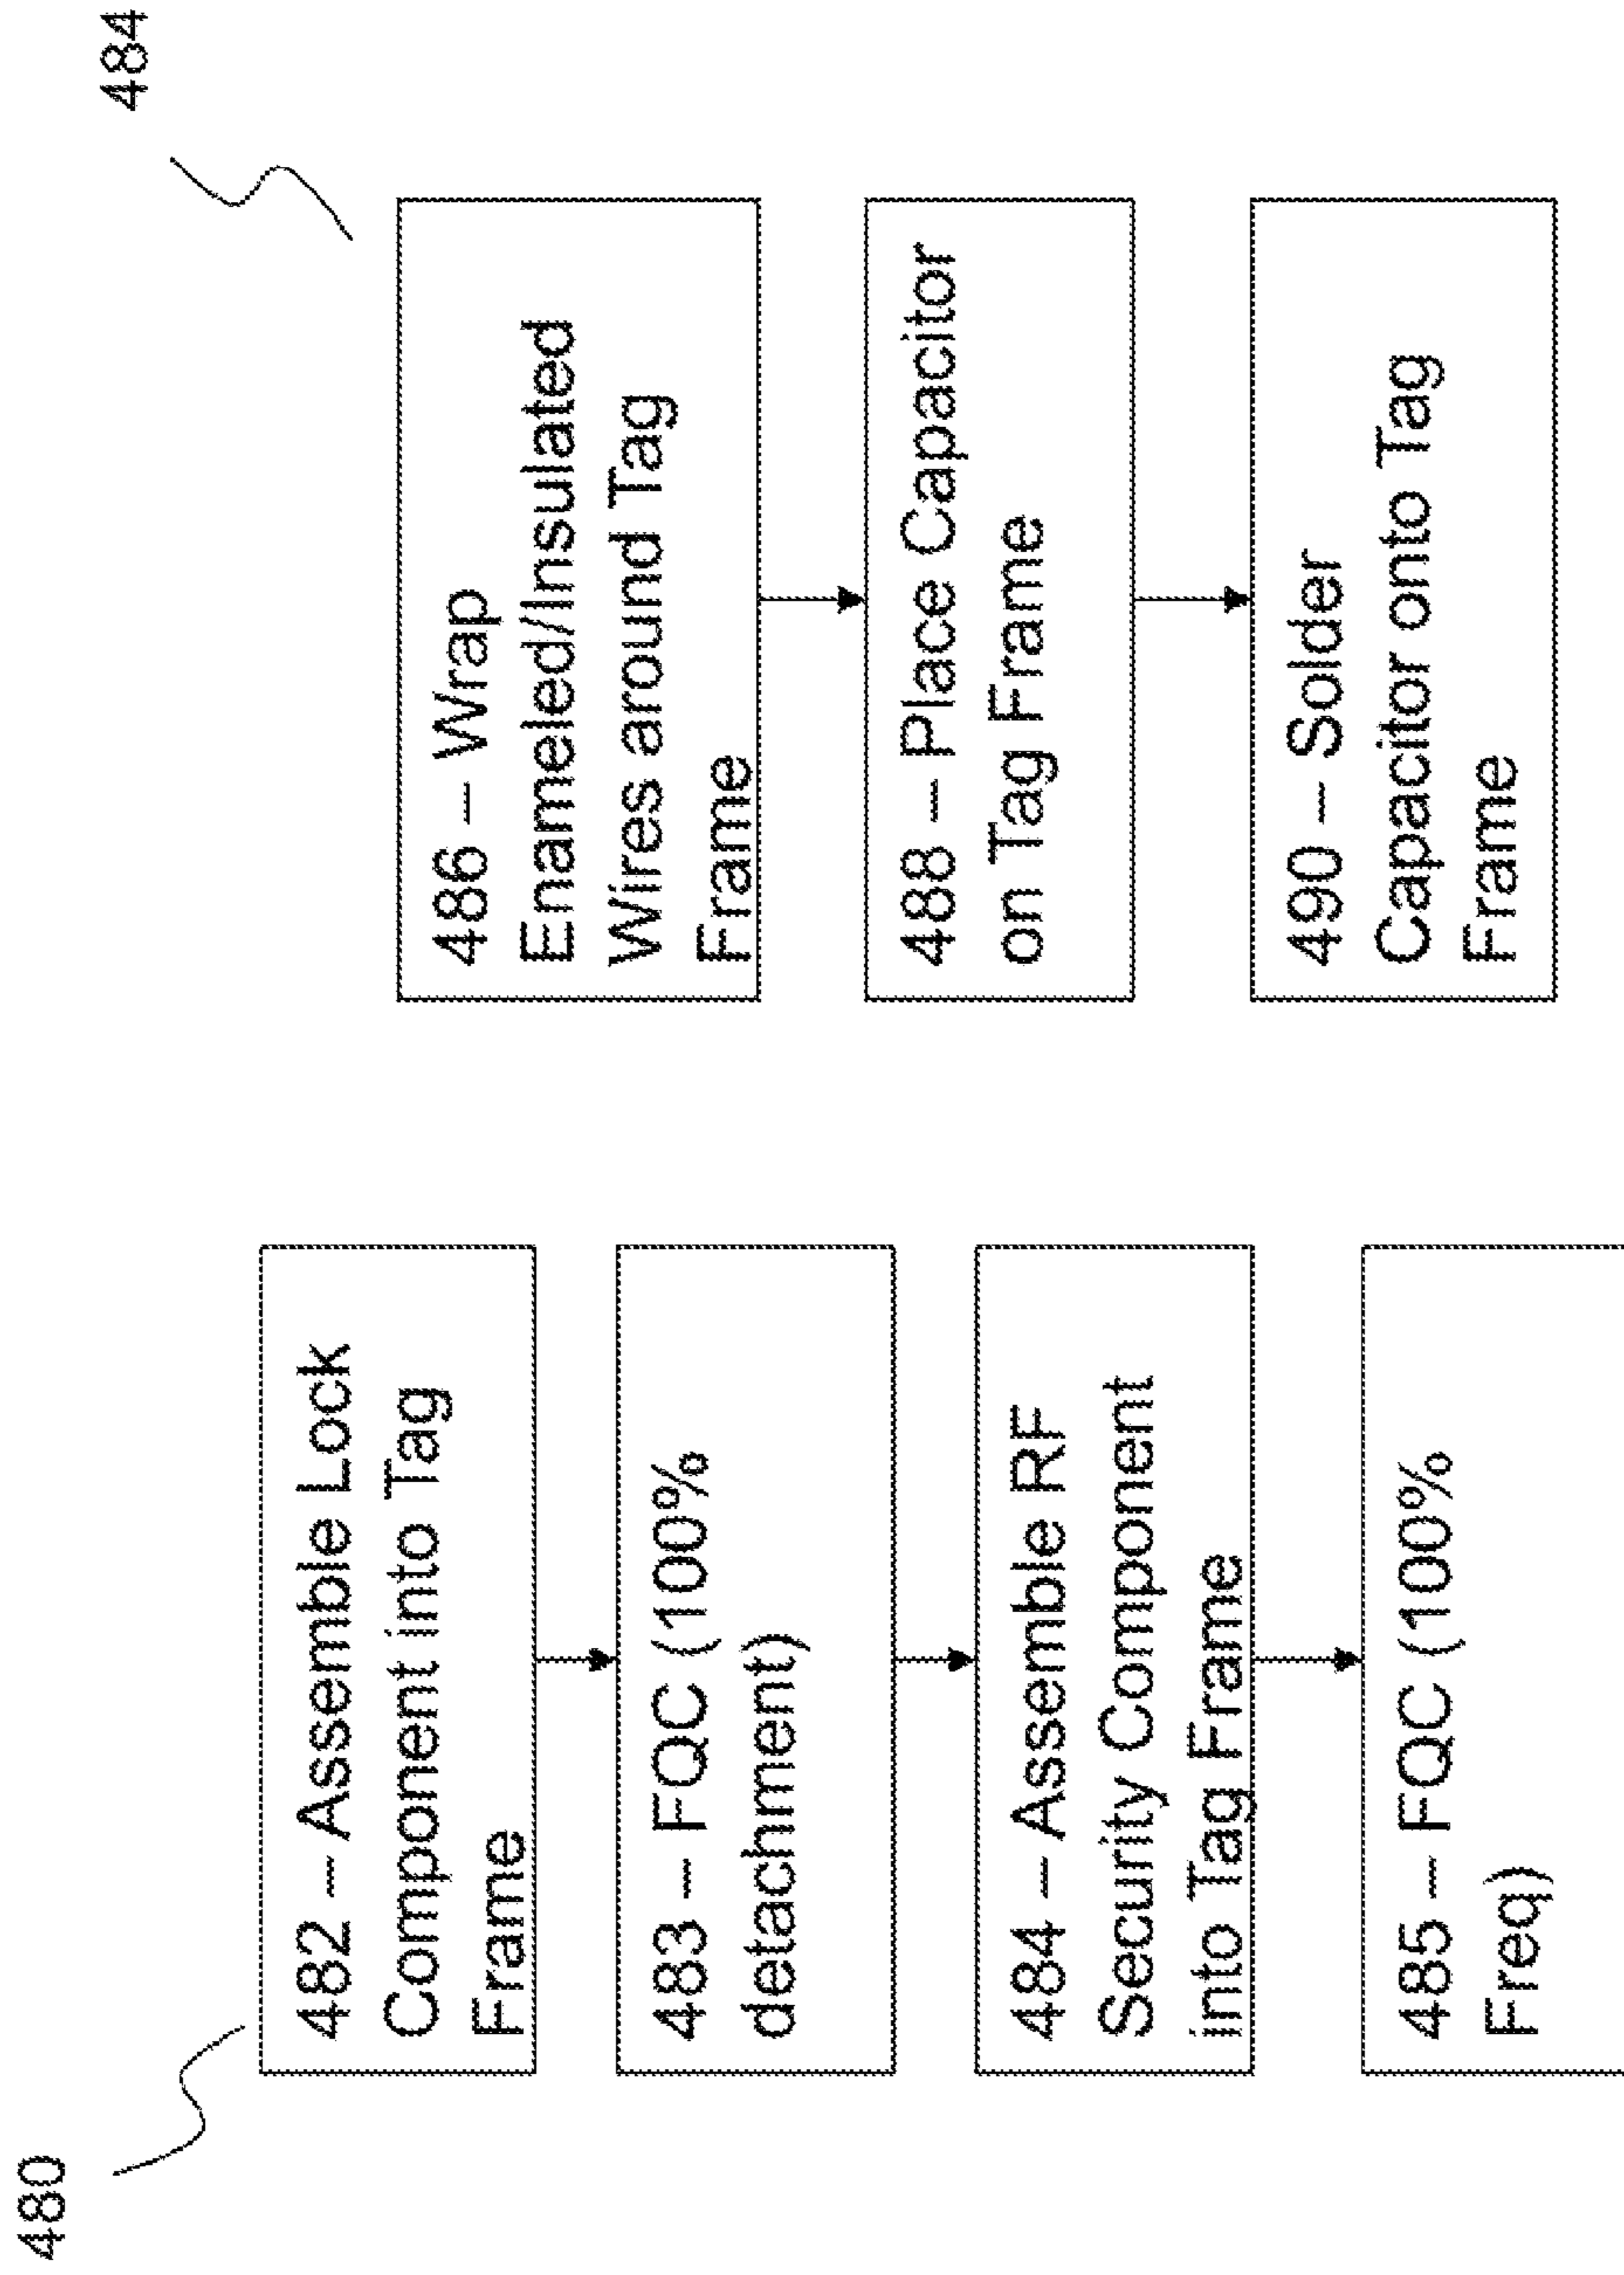 480
482 – Assemble Lock
Component into Tag
Frame
483 – FQC (100%
detachment)
484 – Assemble RF
Security Component
into Tag Frame
485 – FQC (100%
Freq)
484
486 – Wrap
Enameled/Insulated
Wires around Tag
Frame
488 – Place Capacitor
on Tag Frame
490 – Solder
Capacitor onto Tag
Frame